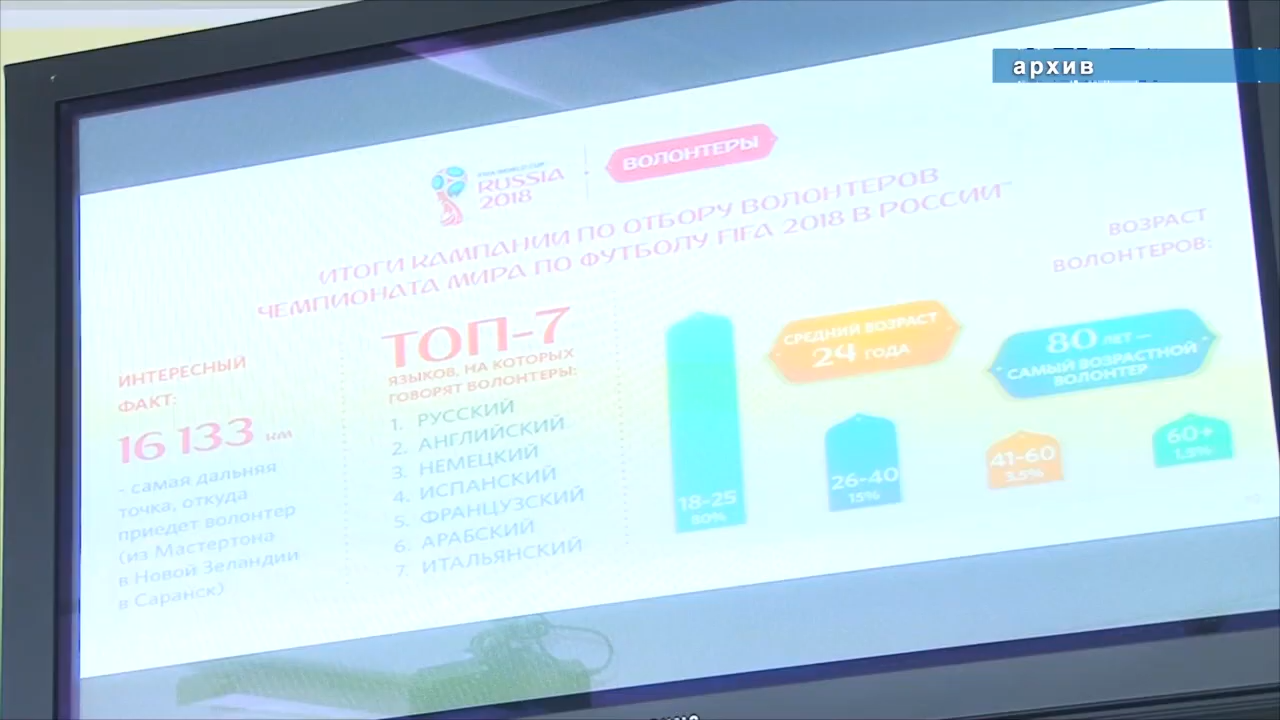 архив
FIFA WORLD CUP
RUSSIA
2018
ВОЛОНТЕРЫ
ИТОГИ КАМПАНИИ ПО ОТБОРУ ВОЛОНТЕРОВ
ЧЕМПИОНАТА МИРА ПО ФУТБОЛУ FIFA 2018 В РОССИИ™
ИНТЕРЕСНЫЙ
ФАКТ:
16 133 км
- самая дальняя
точка, откуда
приедет волонтер
(из Мастертона
в Новой Зеландии
в Саранск)
ТОП-7
ЯЗЫКОВ, НА КОТОРЫХ
ГОВОРЯТ ВОЛОНТЕРЫ:
1. РУССКИЙ
2. АНГЛИЙСКИЙ
3. НЕМЕЦКИЙ
4. ИСПАНСКИЙ
5. ФРАНЦУЗСКИЙ
6. АРАБСКИЙ
7. ИТАЛЬЯНСКИЙ
ВОЗРАСТ
ВОЛОНТЕРОВ:
СРЕДНИЙ ВОЗРАСТ
24 ГОДА
80 ЛЕТ —
САМЫЙ ВОЗРАСТНОЙ
ВОЛОНТЕР
18-25
80%
26-40
15%
41-60
3,5%
60+
1,5%